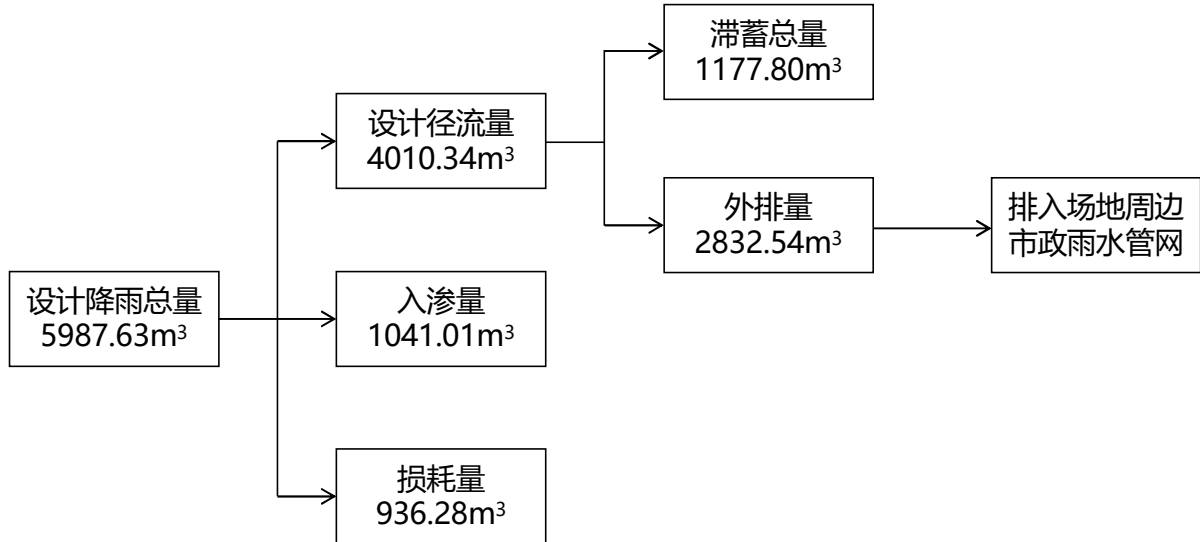 滞蓄总量
1177.80m³
设计径流量
4010.34m³
外排量
2832.54m³
排入场地周边
市政雨水管网
设计降雨总量
5987.63m³
入渗量
1041.01m³
损耗量
936.28m³